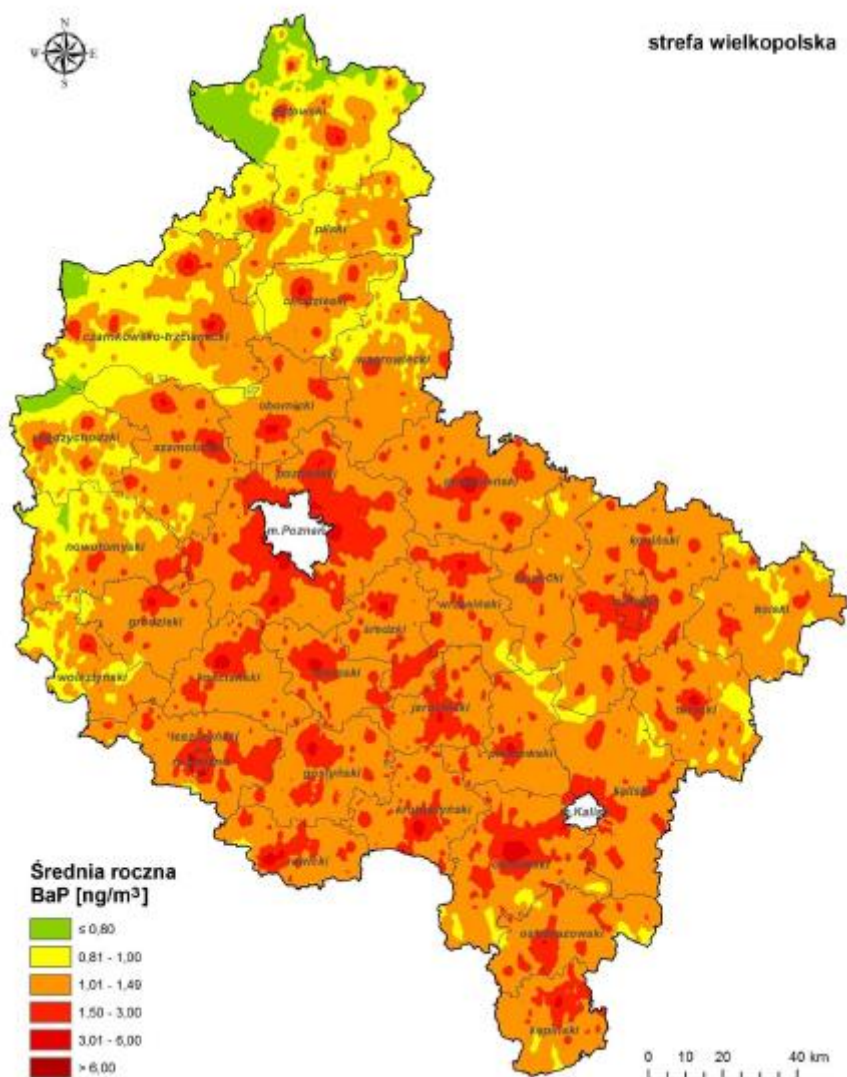 N
W E
S
strefa wielkopolska
złotowski
pilski
chodzieski
czarnkowsko-trzcianecki
wągrowiecki
obornicki
międzychodzki
szamotulski
poznański
gnieźnieński
m.Poznań
nowotomyski
koniński
słupecki
kolski
wrzesiński
grodziski
średzki
kościański
wolsztyński
jarociński
turecki
leszczyński
pleszewski
gostyński
kaliski
m.Kalisz
krotoszyński
rawicki
ostrzeszowski
kępiński
Średnia roczna
BaP [ng/m³]
≤ 0,80
0,81 - 1,00
1,01 - 1,49
1,50 - 3,00
3,01 - 6,00
> 6,00
0 10 20 40 km